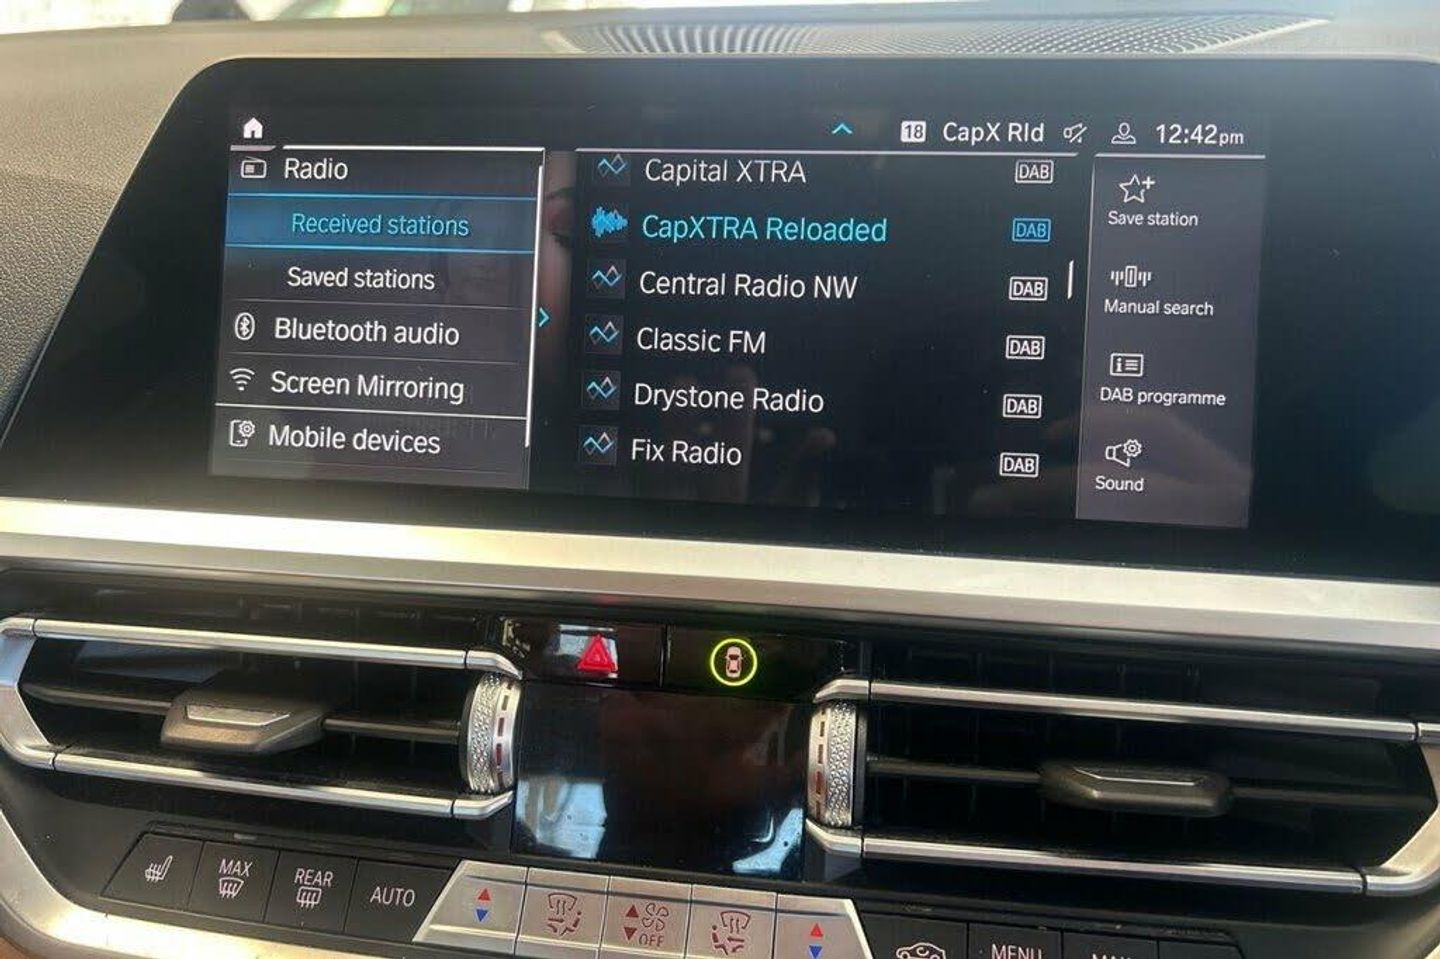 18 CapX Rld 12:42pm
Radio
Received stations
Saved stations
Bluetooth audio
Screen Mirroring
Mobile devices
Capital XTRA DAB
CapXTRA Reloaded DAB
Central Radio NW DAB
Classic FM DAB
Drystone Radio DAB
Fix Radio DAB
Save station
Manual search
DAB programme
Sound
MAX
REAR
AUTO
OFF
MENU